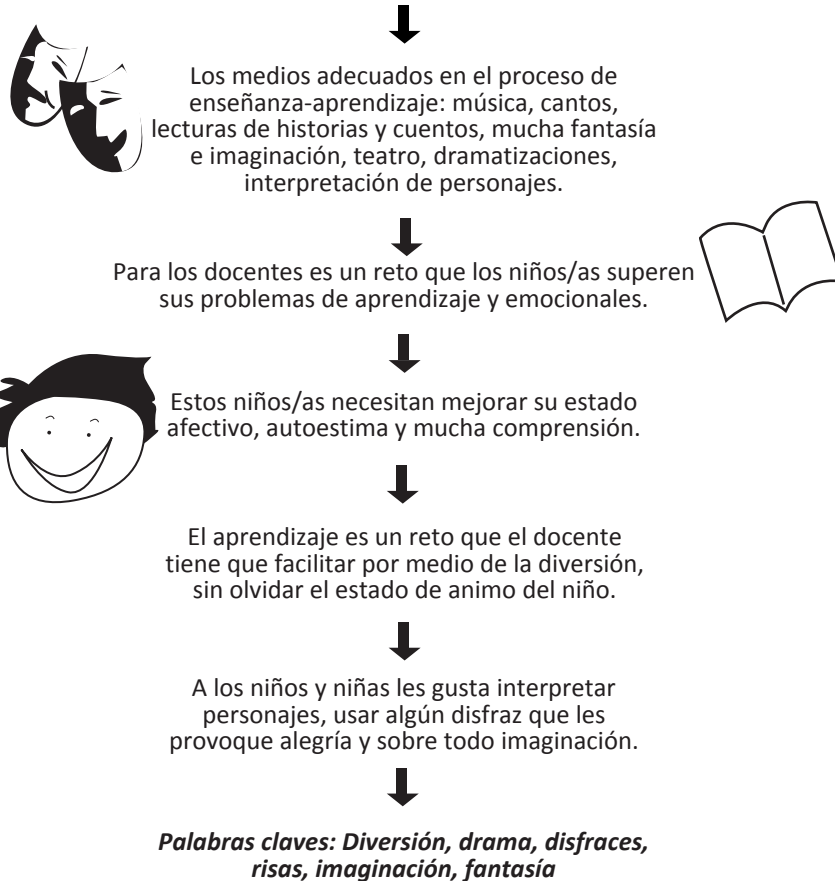 Los medios adecuados en el proceso de
enseñanza-aprendizaje: música, cantos,
lecturas de historias y cuentos, mucha fantasía
e imaginación, teatro, dramatizaciones,
interpretación de personajes.
Para los docentes es un reto que los niños/as superen
sus problemas de aprendizaje y emocionales.
Estos niños/as necesitan mejorar su estado
afectivo, autoestima y mucha comprensión.
El aprendizaje es un reto que el docente
tiene que facilitar por medio de la diversión,
sin olvidar el estado de animo del niño.
A los niños y niñas les gusta interpretar
personajes, usar algún disfraz que les
provoque alegría y sobre todo imaginación.
Palabras claves: Diversión, drama, disfraces,
risas, imaginación, fantasía